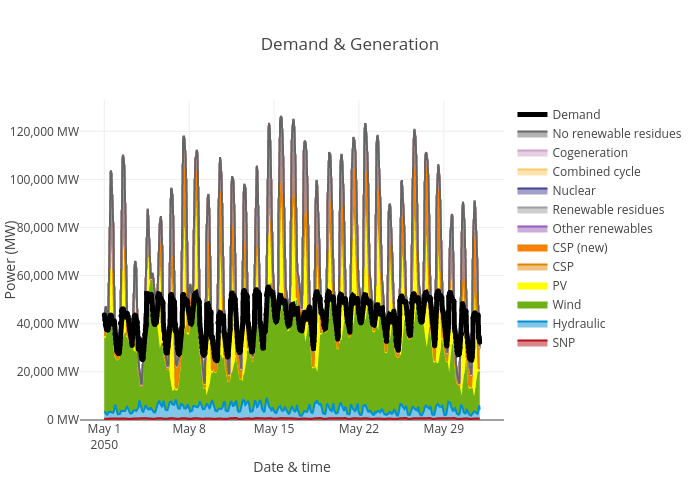 Demand & Generation
Power (MW)
120,000 MW
100,000 MW
80,000 MW
60,000 MW
40,000 MW
20,000 MW
0 MW
May 1
2050
May 8
May 15
May 22
May 29
Date & time
Demand
No renewable residues
Cogeneration
Combined cycle
Nuclear
Renewable residues
Other renewables
CSP (new)
CSP
PV
Wind
Hydraulic
SNP